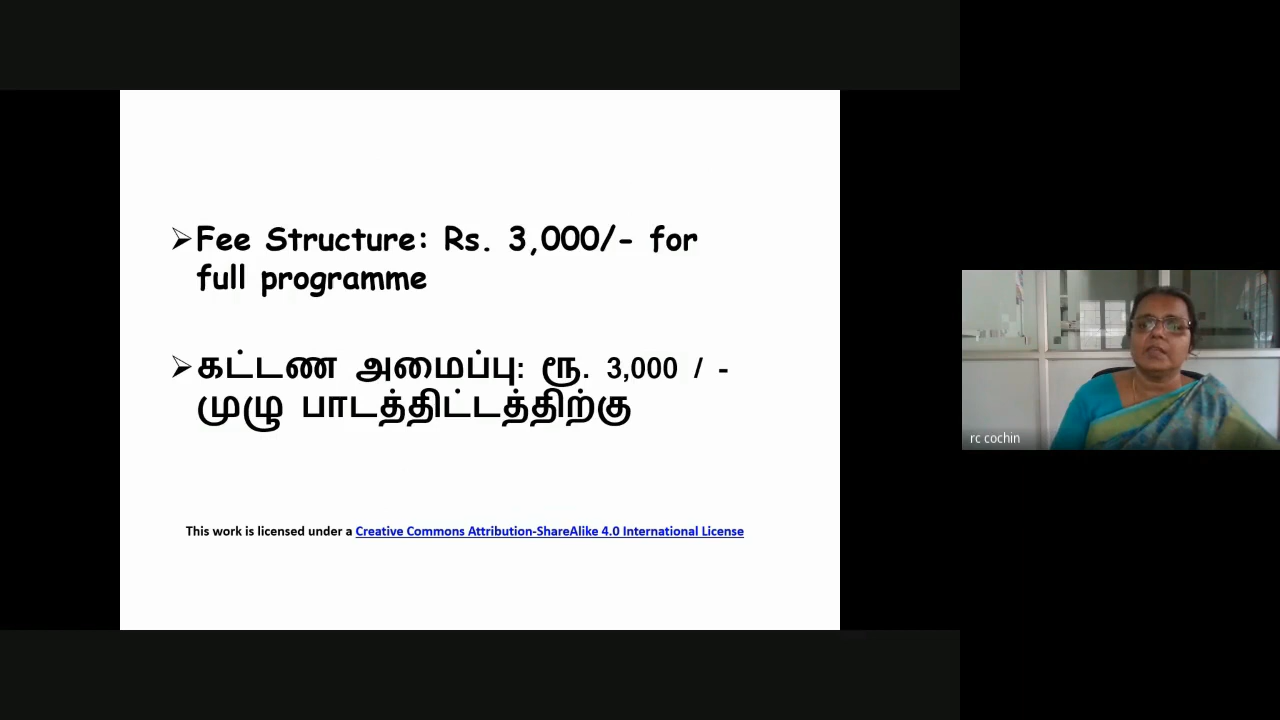 ➢Fee Structure: Rs. 3,000/- for
full programme
➢கட்டண அமைப்பு: ரூ. 3,000 / -
முழு பாடத்திட்டத்திற்கு
This work is licensed under a Creative Commons Attribution-ShareAlike 4.0 International License
rc cochin